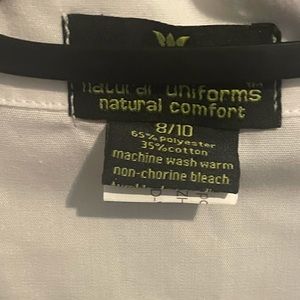 natural uniforms
natural comfort
8/10
65% polyester
35% cotton
machine wash warm
non-chorine bleach